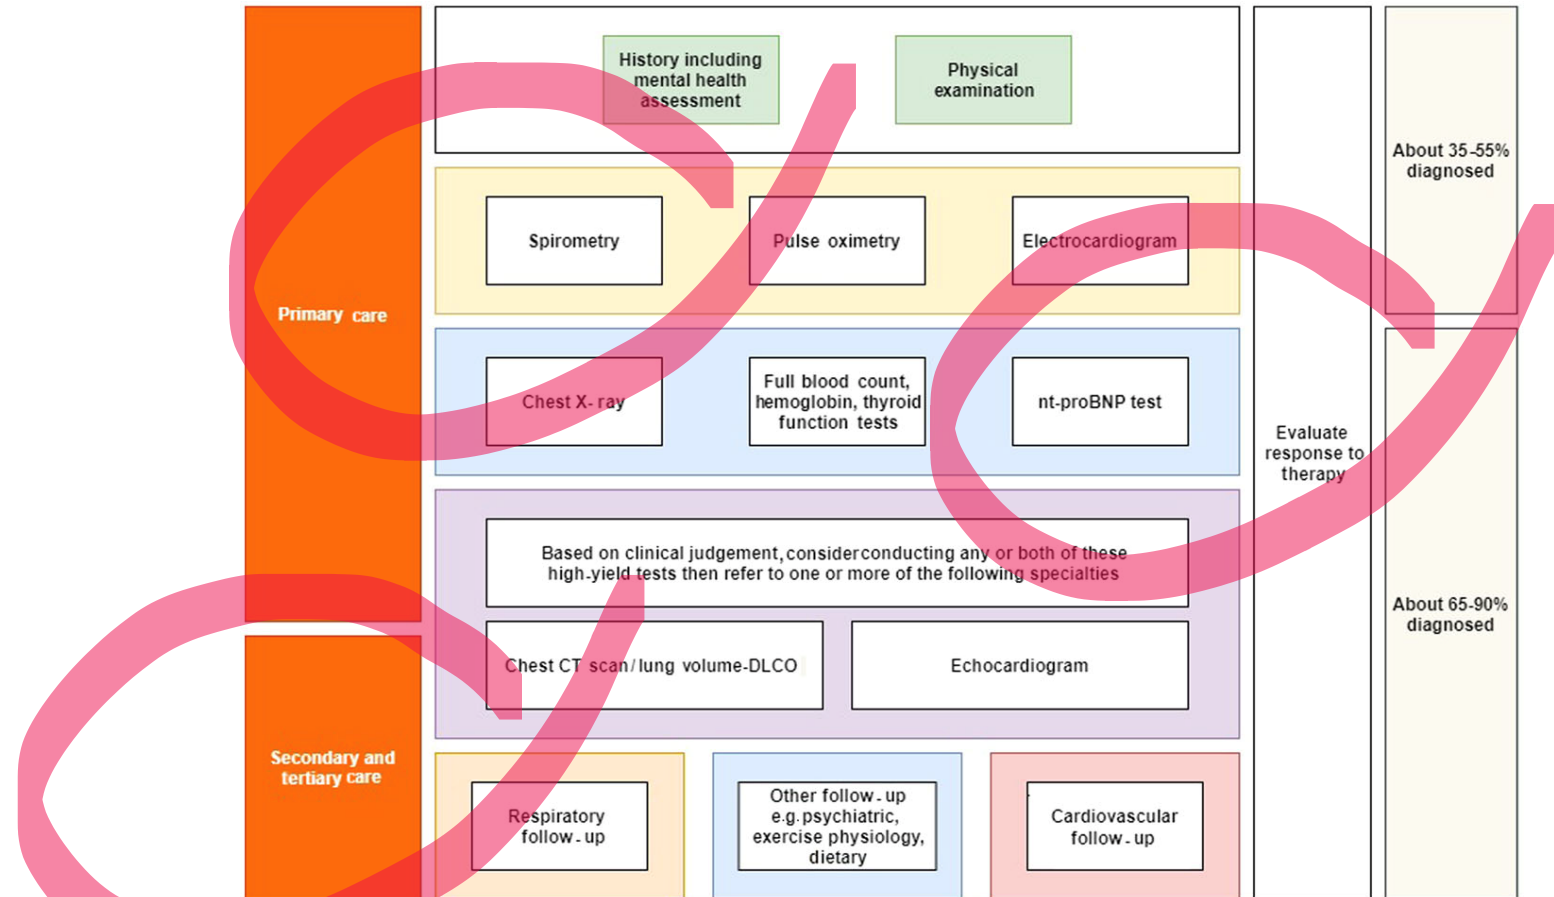 History including
mental health
assessment
Physical
examination
About 35-55%
diagnosed
Spirometry
Pulse oximetry
Electrocardiogram
Primary care
Chest X-ray
Full blood count,
hemoglobin, thyroid
function tests
nt-proBNP test
Evaluate
response to
therapy
Based on clinical judgement, consider conducting any or both of these
high-yield tests then refer to one or more of the following specialties
About 65-90%
diagnosed
Chest CT scan/lung volume-DLCO
Echocardiogram
Secondary and
tertiary care
Respiratory
follow-up
Other follow-up
e.g.psychiatric,
exercise physiology,
dietary
Cardiovascular
follow-up